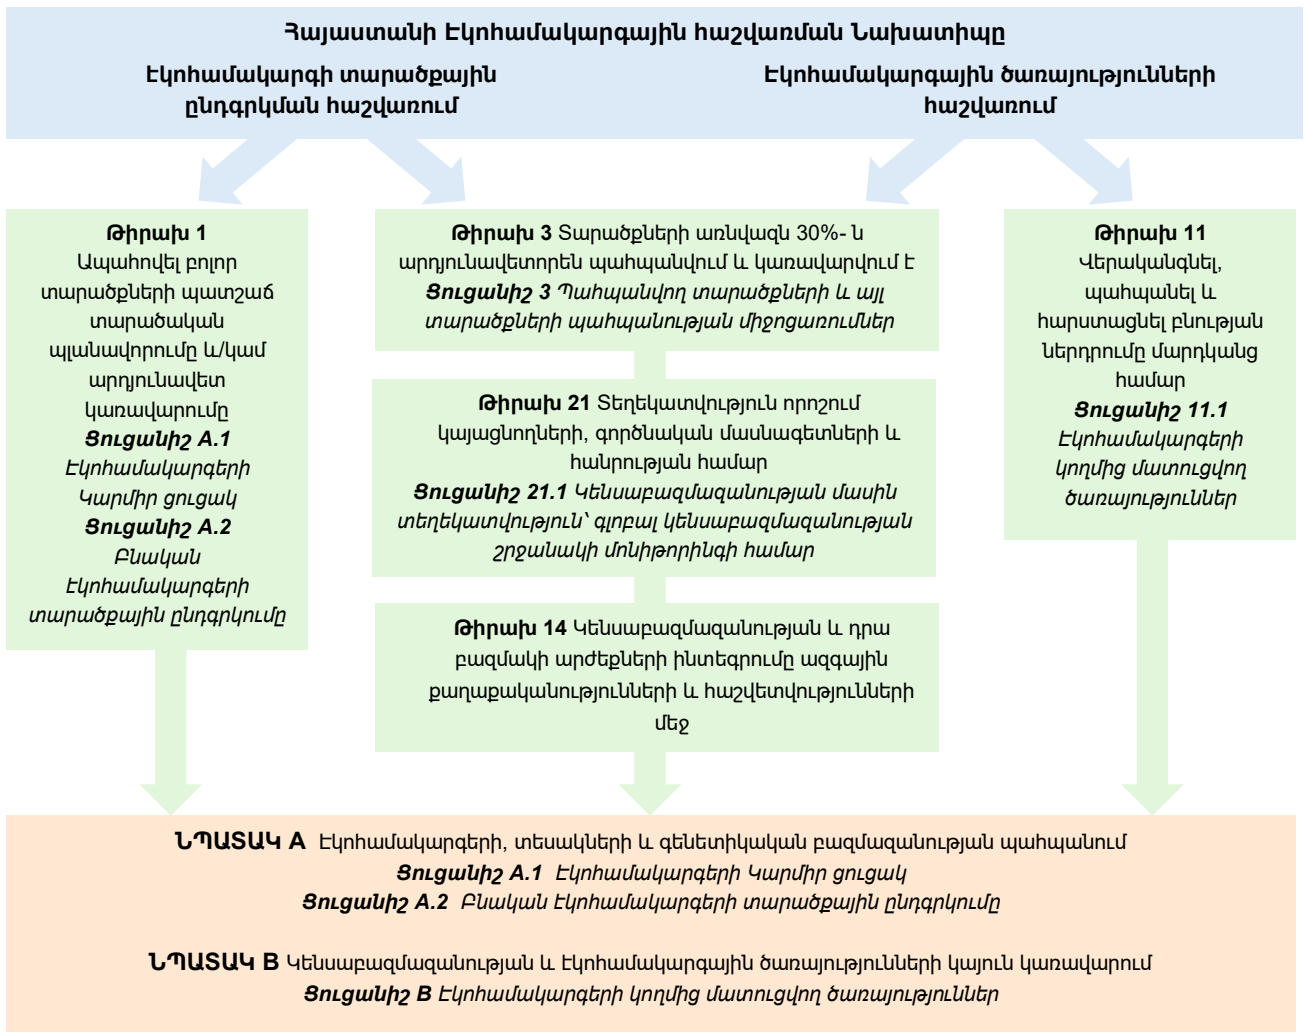 Հայաստանի Էկոհամակարգային հաշվառման Նախատիպը
Էկոհամակարգի տարածքային
ընդգրկման հաշվառում
Էկոհամակարգային ծառայությունների
հաշվառում
Թիրախ 1
Ապահովել բոլոր
տարածքների պատշաճ
տարածական
պլանավորումը և/կամ
արդյունավետ
կառավարումը
Ցուցանիշ A.1
Էկոհամակարգերի
Կարմիր ցուցակ
Ցուցանիշ A.2
Բնական
էկոհամակարգերի
տարածքային ընդգրկումը
Թիրախ 3 Տարածքների առնվազն 30%- ն
արդյունավետորեն պահպանվում և կառավարվում է
Ցուցանիշ 3 Պահպանվող տարածքների և այլ
տարածքների պահպանության միջոցառումներ
Թիրախ 21 Տեղեկատվություն որոշում
կայացնողների, գործնական մասնագետների և
հանրության համար
Ցուցանիշ 21.1 Կենսաբազմազանության մասին
տեղեկատվություն՝ գլոբալ կենսաբազմազանության
շրջանակի մոնիթորինգի համար
Թիրախ 14 Կենսաբազմազանության և դրա
բազմակի արժեքների ինտեգրումը ազգային
քաղաքականությունների և հաշվետվությունների
մեջ
Թիրախ 11
Վերականգնել,
պահպանել և
հարստացնել բնության
ներդրումը մարդկանց
համար
Ցուցանիշ 11.1
Էկոհամակարգերի
կողմից մատուցվող
ծառայություններ
ՆՊԱՏԱԿ A Էկոհամակարգերի, տեսակների և գենետիկական բազմազանության պահպանում
Ցուցանիշ A.1 Էկոհամակարգերի Կարմիր ցուցակ
Ցուցանիշ A.2 Բնական էկոհամակարգերի տարածքային ընդգրկումը
ՆՊԱՏԱԿ B Կենսաբազմազանության և էկոհամակարգային ծառայությունների կայուն կառավարում
Ցուցանիշ B Էկոհամակարգերի կողմից մատուցվող ծառայություններ